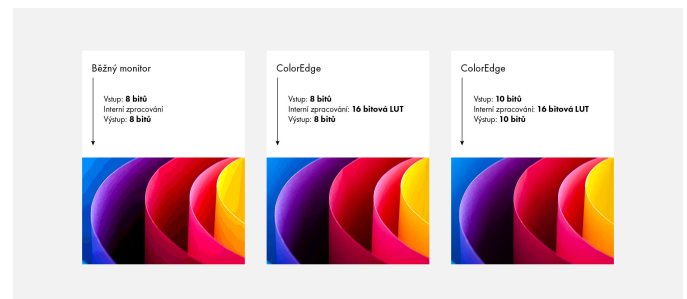 Běžný monitor
Vstup: 8 bitů
Interní zpracování
Výstup: 8 bitů
ColorEdge
Vstup: 8 bitů
Interní zpracování: 16 bitová LUT
Výstup: 8 bitů
ColorEdge
Vstup: 10 bitů
Interní zpracování: 16 bitová LUT
Výstup: 10 bitů